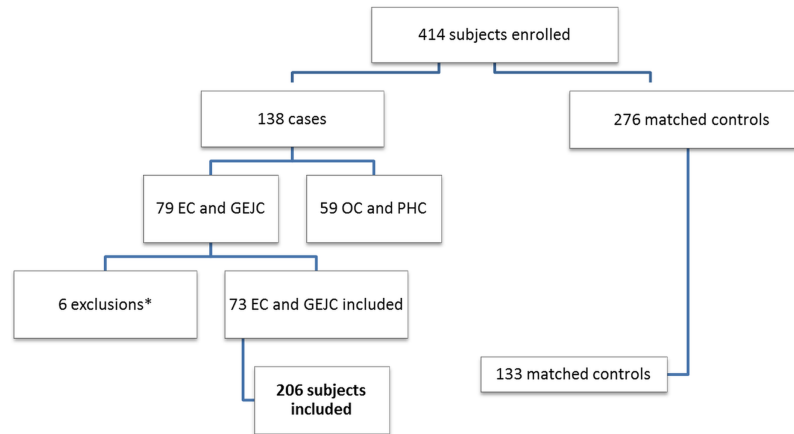 414 subjects enrolled
138 cases
276 matched controls
79 EC and GEJC
59 OC and PHC
6 exclusions*
73 EC and GEJC included
133 matched controls
206 subjects
included